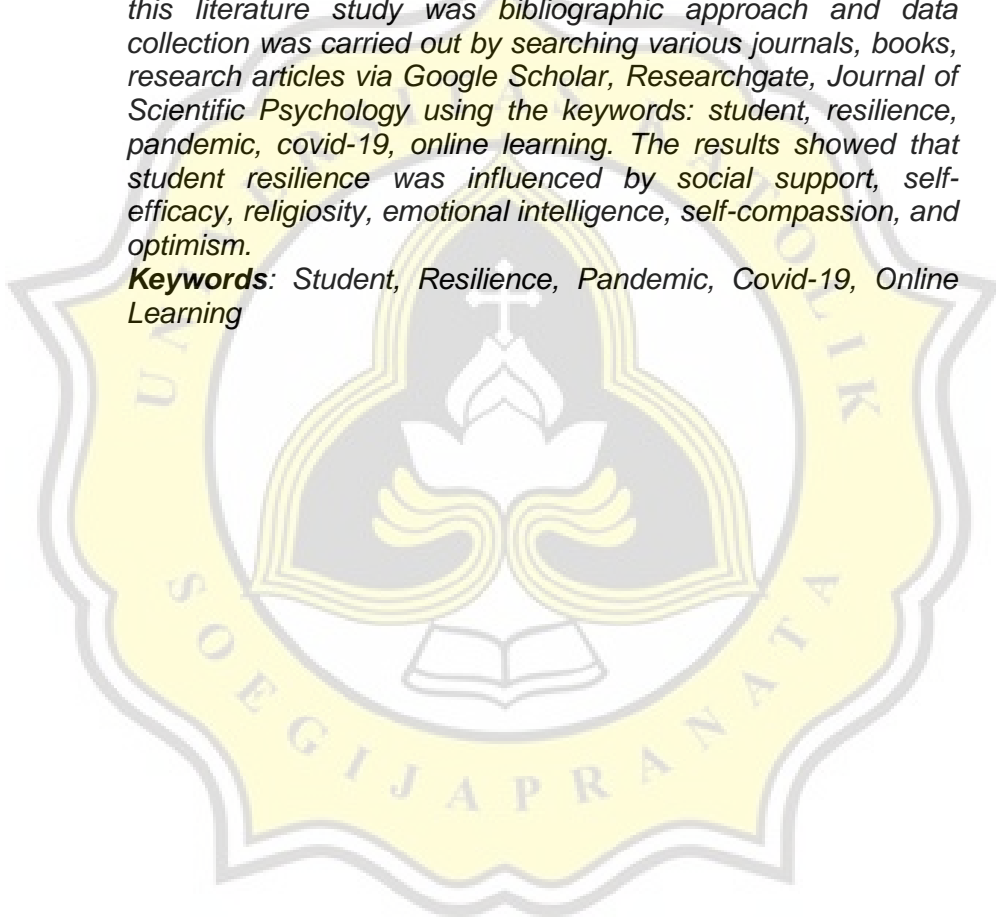 this literature study was bibliographic approach and data
collection was carried out by searching various journals, books,
research articles via Google Scholar, Researchgate, Journal of
Scientific Psychology using the keywords: student, resilience,
pandemic, covid-19, online learning. The results showed that
student resilience was influenced by social support, self-
efficacy, religiosity, emotional intelligence, self-compassion, and
optimism.
Keywords: Student, Resilience, Pandemic, Covid-19, Online
Learning
SOEGIJAPRANATA